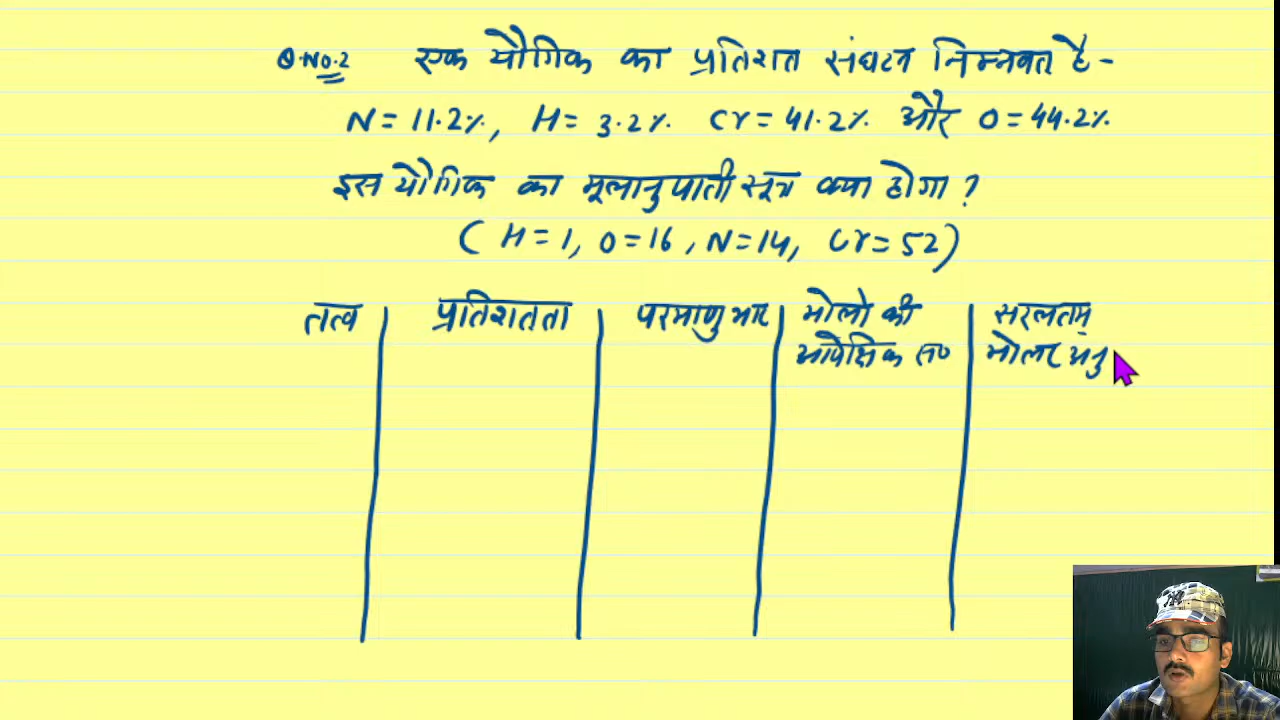 Q.No.2 एक यौगिक का प्रतिशत संघटन निम्नवत है -
N = 11.2%, H = 3.2% Cr = 41.2% और O = 44.2%
इस यौगिक का मूलानुपाती सूत्र क्या होगा ?
( H = 1, O = 16, N = 14, Cr = 52)
तत्व प्रतिशतता परमाणु भार मोलो की सरलतम
आपेक्षिक सं० मोलर अनु